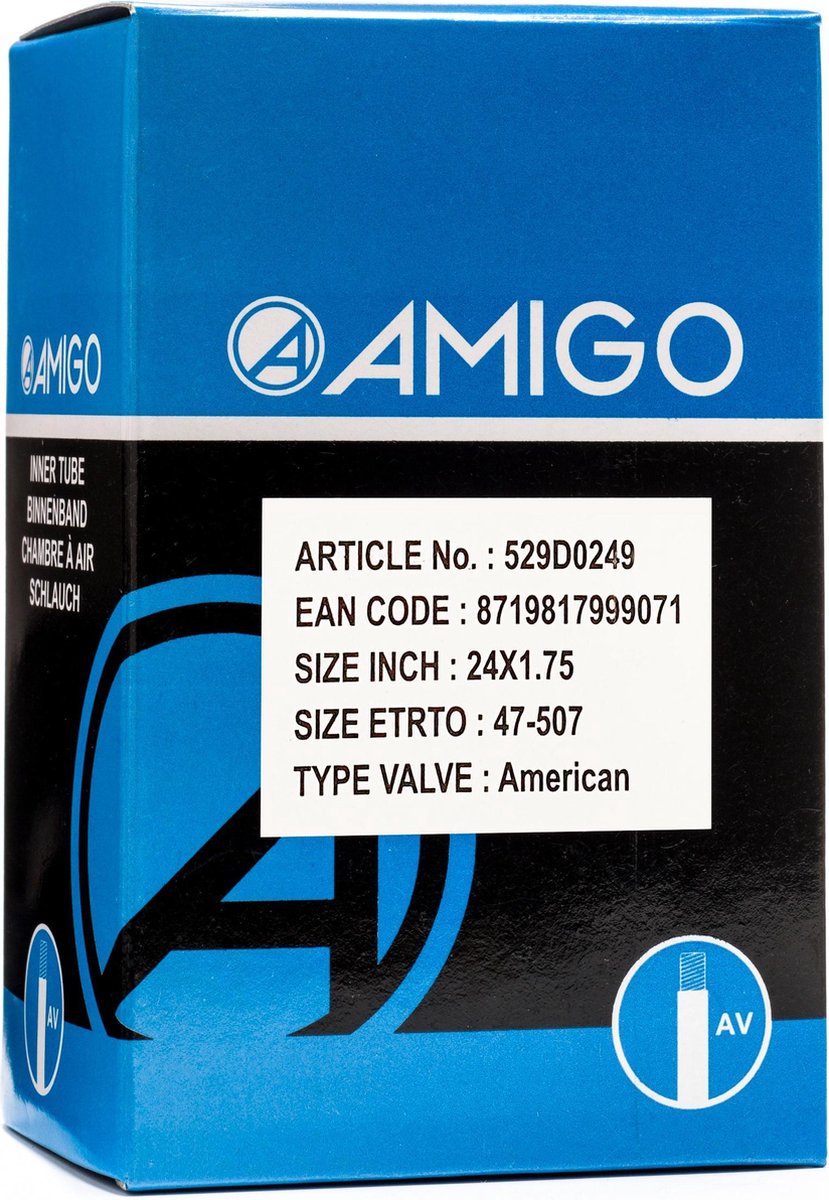 AMIGO
INNER TUBE
BINNENBAND
CHAMBRE À AIR
SCHLAUCH
AV
A AMIGO
ARTICLE No. : 529D0249
EAN CODE : 8719817999071
SIZE INCH : 24X1.75
SIZE ETRTO : 47-507
TYPE VALVE : American
AV